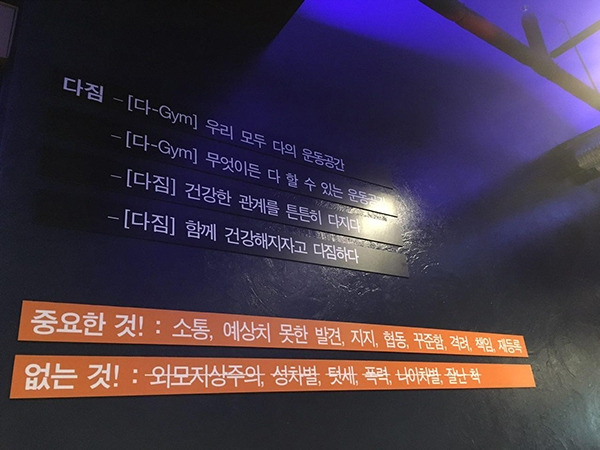 다짐 – [다-Gym] 우리 모두 다의 운동공간
– [다-Gym] 무엇이든 다 할 수 있는 운동공간
– [다짐] 건강한 관계를 튼튼히 다지다
– [다짐] 함께 건강해지자고 다짐하다
중요한 것! : 소통, 예상치 못한 발견, 지지, 협동, 꾸준함, 격려, 책임, 재등록
없는 것! : 외모지상주의, 성차별, 텃세, 폭력, 나이차별, 잘난 척